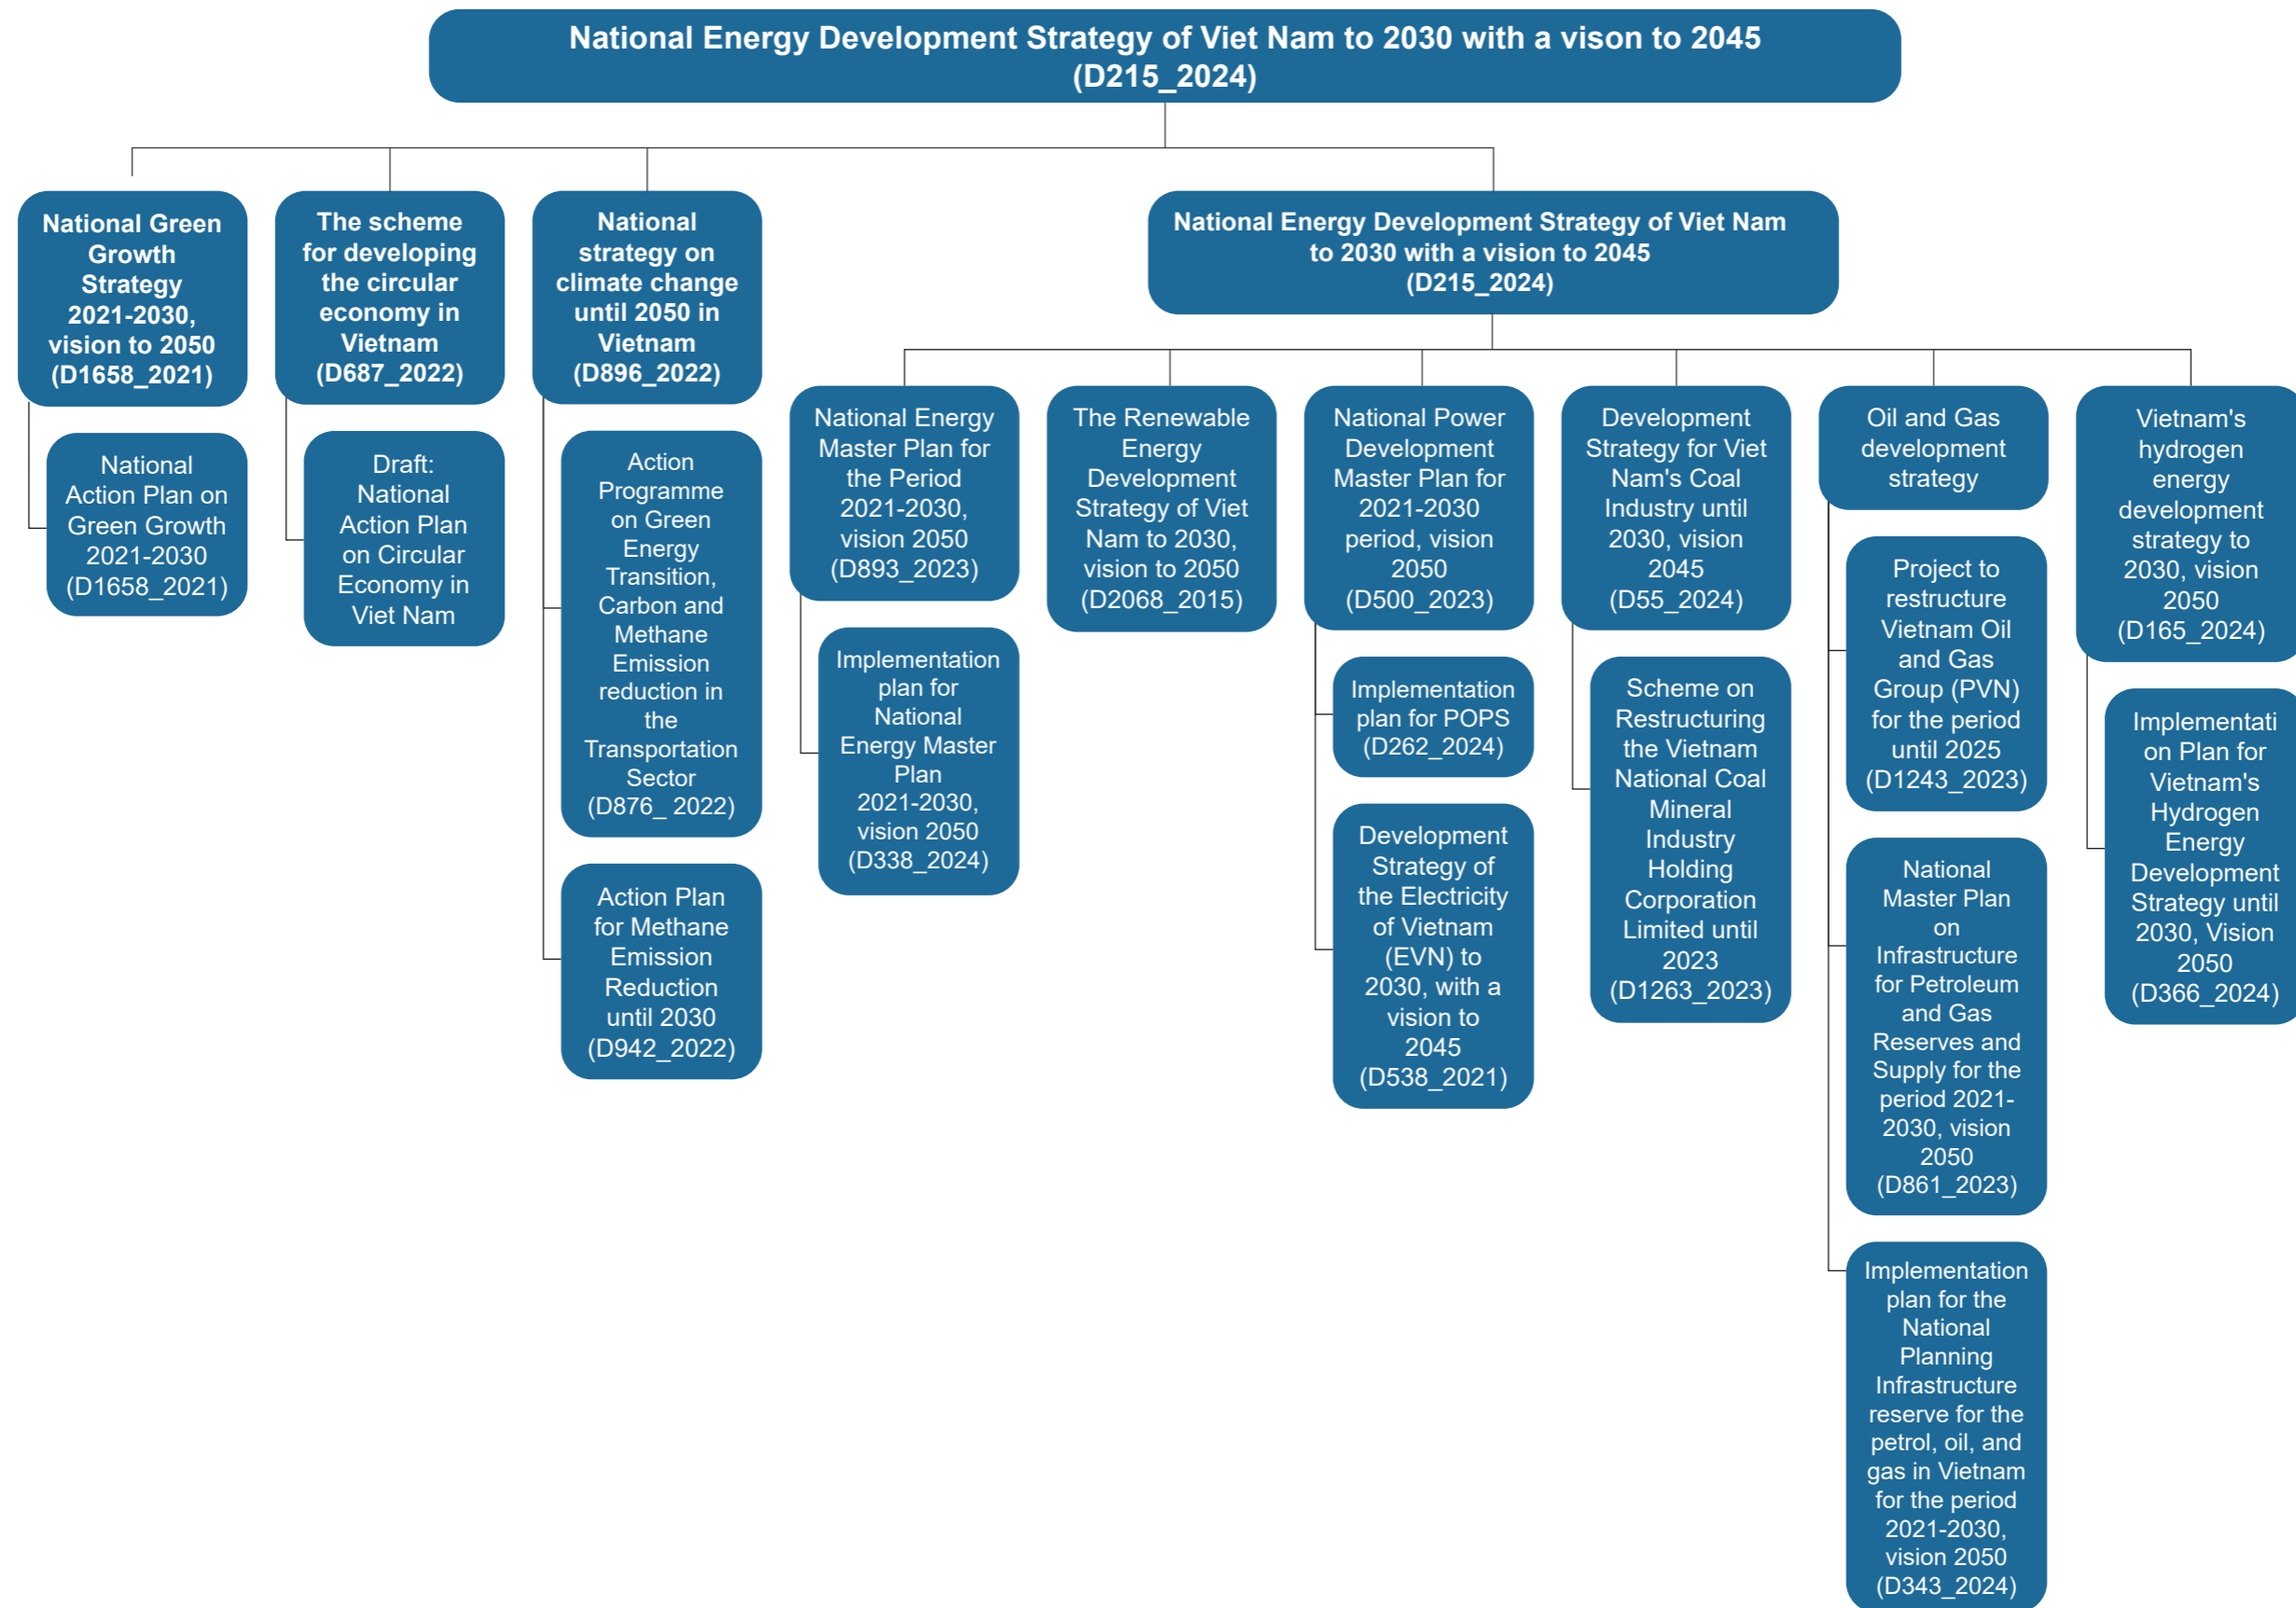 National Energy Development Strategy of Viet Nam to 2030 with a vison to 2045
(D215_2024)
National Green
Growth
Strategy
2021-2030,
vision to 2050
(D1658_2021)
National
Action Plan on
Green Growth
2021-2030
(D1658_2021)
The scheme
for developing
the circular
economy in
Vietnam
(D687_2022)
Draft:
National
Action Plan
on Circular
Economy in
Viet Nam
National
strategy on
climate change
until 2050 in
Vietnam
(D896_2022)
Action
Programme
on Green
Energy
Transition,
Carbon and
Methane
Emission
reduction in
the
Transportation
Sector
(D876_ 2022)
Action Plan
for Methane
Emission
Reduction
until 2030
(D942_2022)
National Energy Development Strategy of Viet Nam
to 2030 with a vision to 2045
(D215_2024)
National Energy
Master Plan for
the Period
2021-2030,
vision 2050
(D893_2023)
Implementation
plan for
National
Energy Master
Plan
2021-2030,
vision 2050
(D338_2024)
The Renewable
Energy
Development
Strategy of Viet
Nam to 2030,
vision to 2050
(D2068_2015)
National Power
Development
Master Plan for
2021-2030
period, vision
2050
(D500_2023)
Implementation
plan for POPS
(D262_2024)
Development
Strategy of
the Electricity
of Vietnam
(EVN) to
2030, with a
vision to
2045
(D538_2021)
Development
Strategy for Viet
Nam's Coal
Industry until
2030, vision
2045
(D55_2024)
Scheme on
Restructuring
the Vietnam
National Coal
Mineral
Industry
Holding
Corporation
Limited until
2023
(D1263_2023)
Oil and Gas
development
strategy
Project to
restructure
Vietnam Oil
and Gas
Group (PVN)
for the period
until 2025
(D1243_2023)
National
Master Plan
on
Infrastructure
for Petroleum
and Gas
Reserves and
Supply for the
period 2021-
2030, vision
2050
(D861_2023)
Implementation
plan for the
National
Planning
Infrastructure
reserve for the
petrol, oil, and
gas in Vietnam
for the period
2021-2030,
vision 2050
(D343_2024)
Vietnam's
hydrogen
energy
development
strategy to
2030, vision
2050
(D165_2024)
Implementati
on Plan for
Vietnam's
Hydrogen
Energy
Development
Strategy until
2030, Vision
2050
(D366_2024)